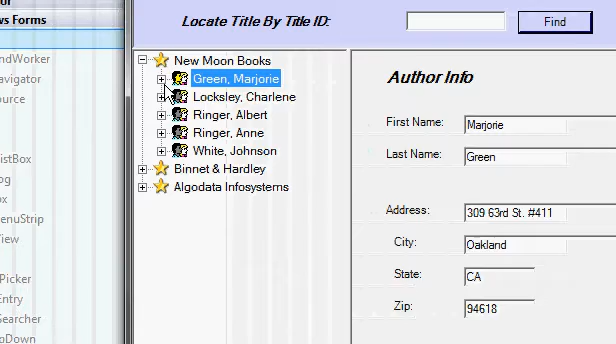 ws Forms
ndWorker
avigator
ource
istBox
og
ox
enuStrip
iew
Picker
Entry
Searcher
opDown
Locate Title By Title ID:
Find
New Moon Books
Green, Marjorie
Locksley, Charlene
Ringer, Albert
Ringer, Anne
White, Johnson
Binnet & Hardley
Algodata Infosystems
Author Info
First Name: Marjorie
Last Name: Green
Address: 309 63rd St. #411
City: Oakland
State: CA
Zip: 94618